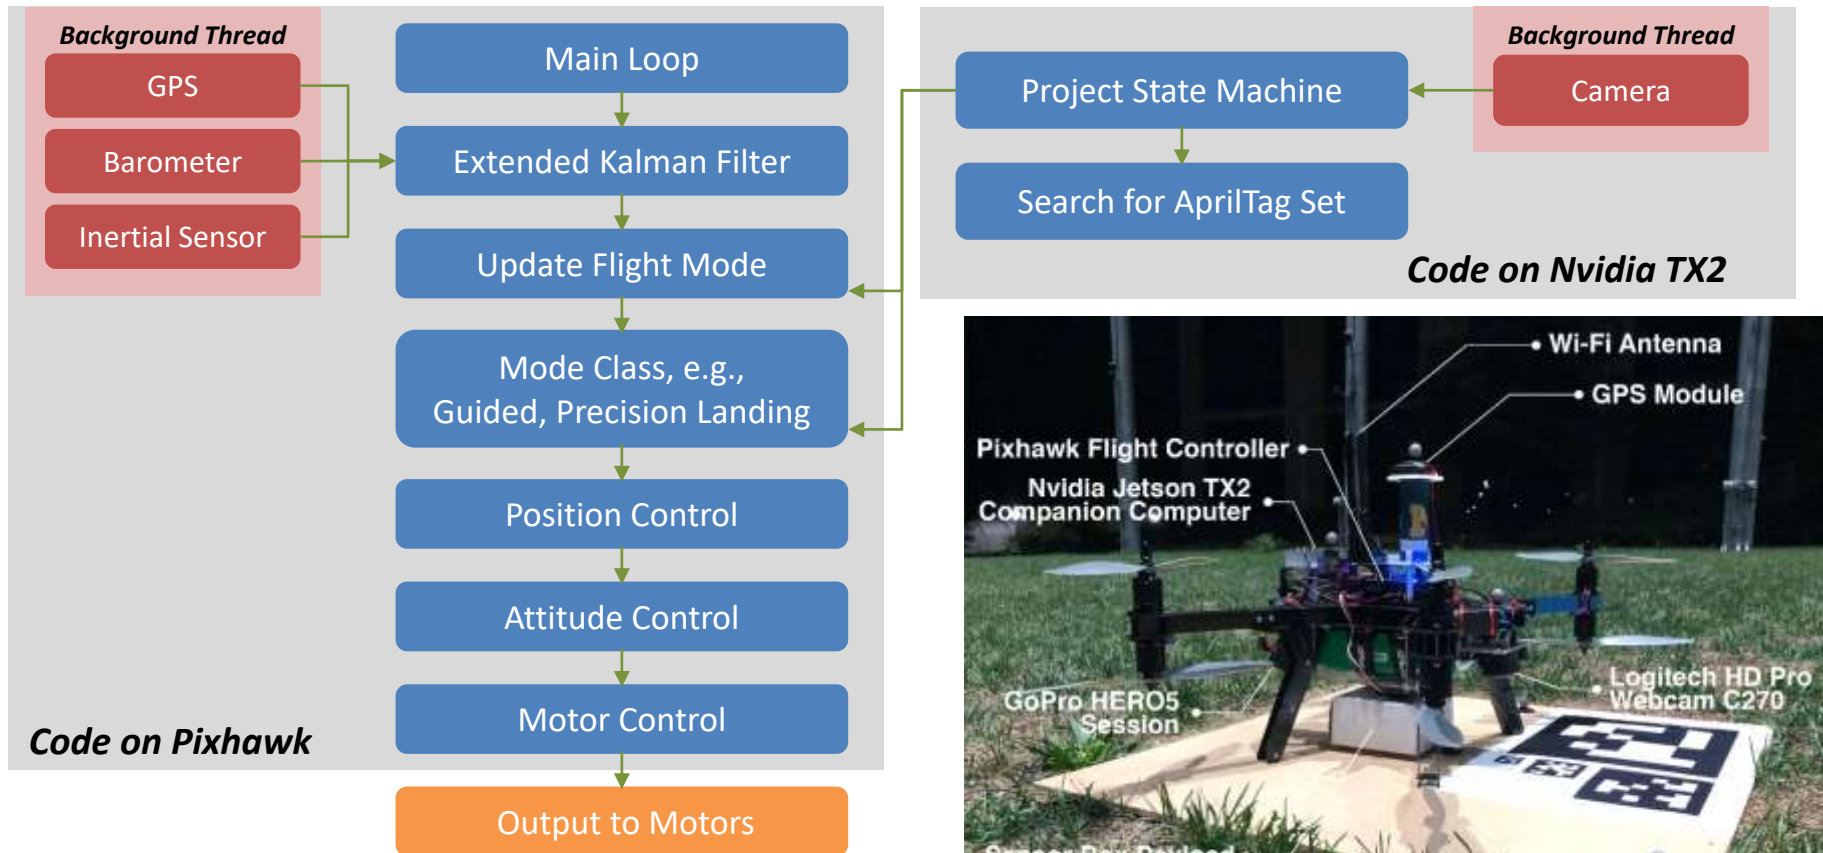 Background Thread
GPS
Barometer
Inertial Sensor
Main Loop
Extended Kalman Filter
Update Flight Mode
Mode Class, e.g.,
Guided, Precision Landing
Position Control
Attitude Control
Motor Control
Code on Pixhawk
Output to Motors
Background Thread
Camera
Project State Machine
Search for AprilTag Set
Code on Nvidia TX2
Wi-Fi Antenna
GPS Module
Pixhawk Flight Controller
Nvidia Jetson TX2
Companion Computer
GoPro HERO5
Session
Logitech HD Pro
Webcam C270
Sensor Box Payload